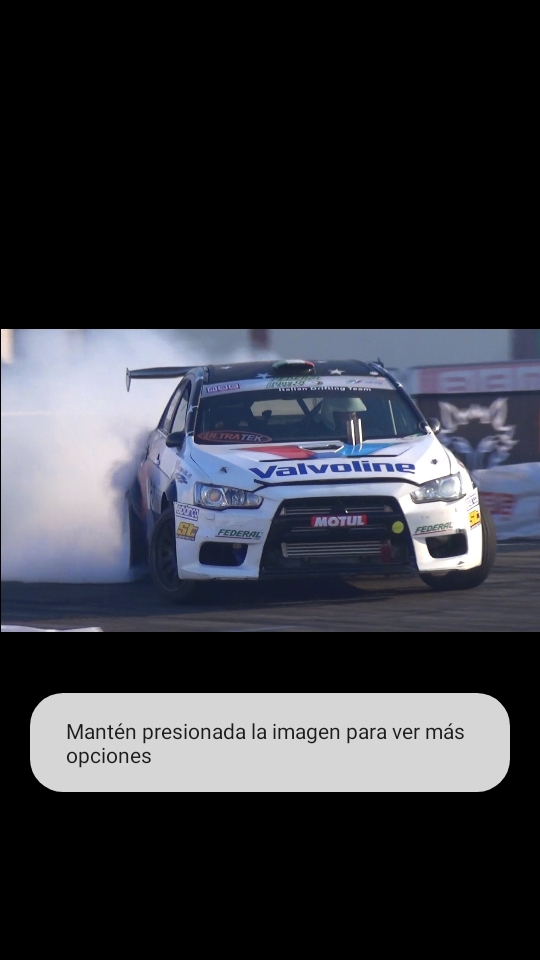 Italian Drifting Team
ULTRATEK
Valvoline
MOTUL
FEDERAL
FEDERAL
Mantén presionada la imagen para ver más
opciones